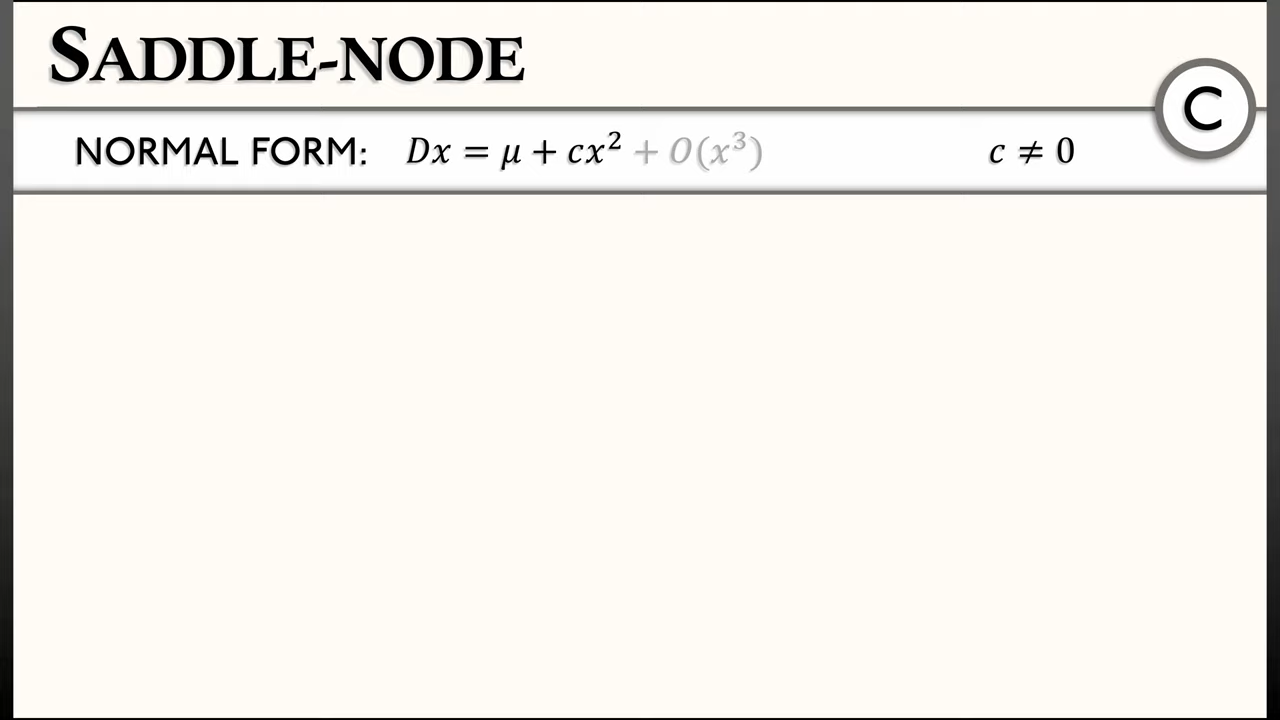 SADDLE-NODE
C
NORMAL FORM: Dx = μ + cx² + O(x³) c ≠ 0